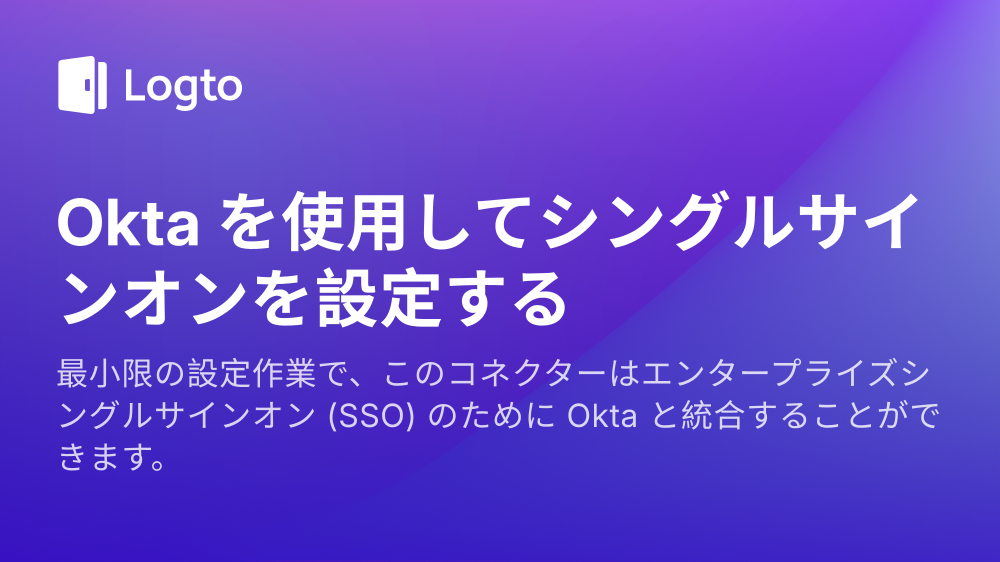 Logto
Okta を使用してシングルサイ
ンオンを設定する
最小限の設定作業で、このコネクターはエンタープライズシ
ングルサインオン (SSO) のために Okta と統合することがで
きます。